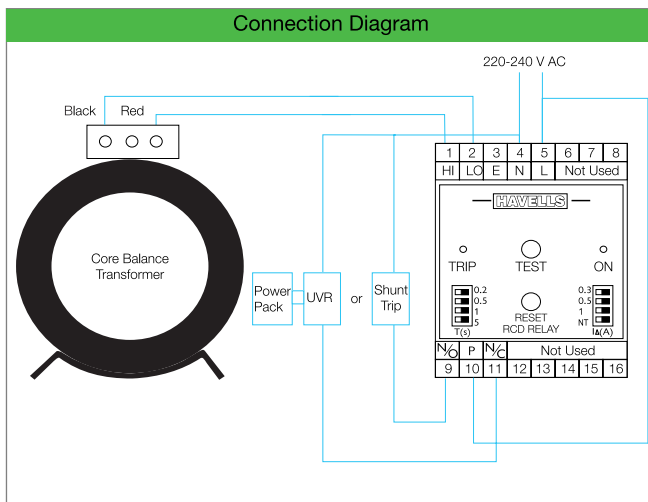 Connection Diagram
220-240 V AC
Black Red
1 2 3 4 5 6 7 8
HI LO E N L Not Used
HAVELLS
TRIP TEST ON
Core Balance
Transformer
Power
Pack
UVR
or
Shunt
Trip
0.2
0.5
1
5
T(s)
RESET
RCD RELAY
0.3
0.5
1
NT
I∆(A)
N/O P N/C Not Used
9 10 11 12 13 14 15 16